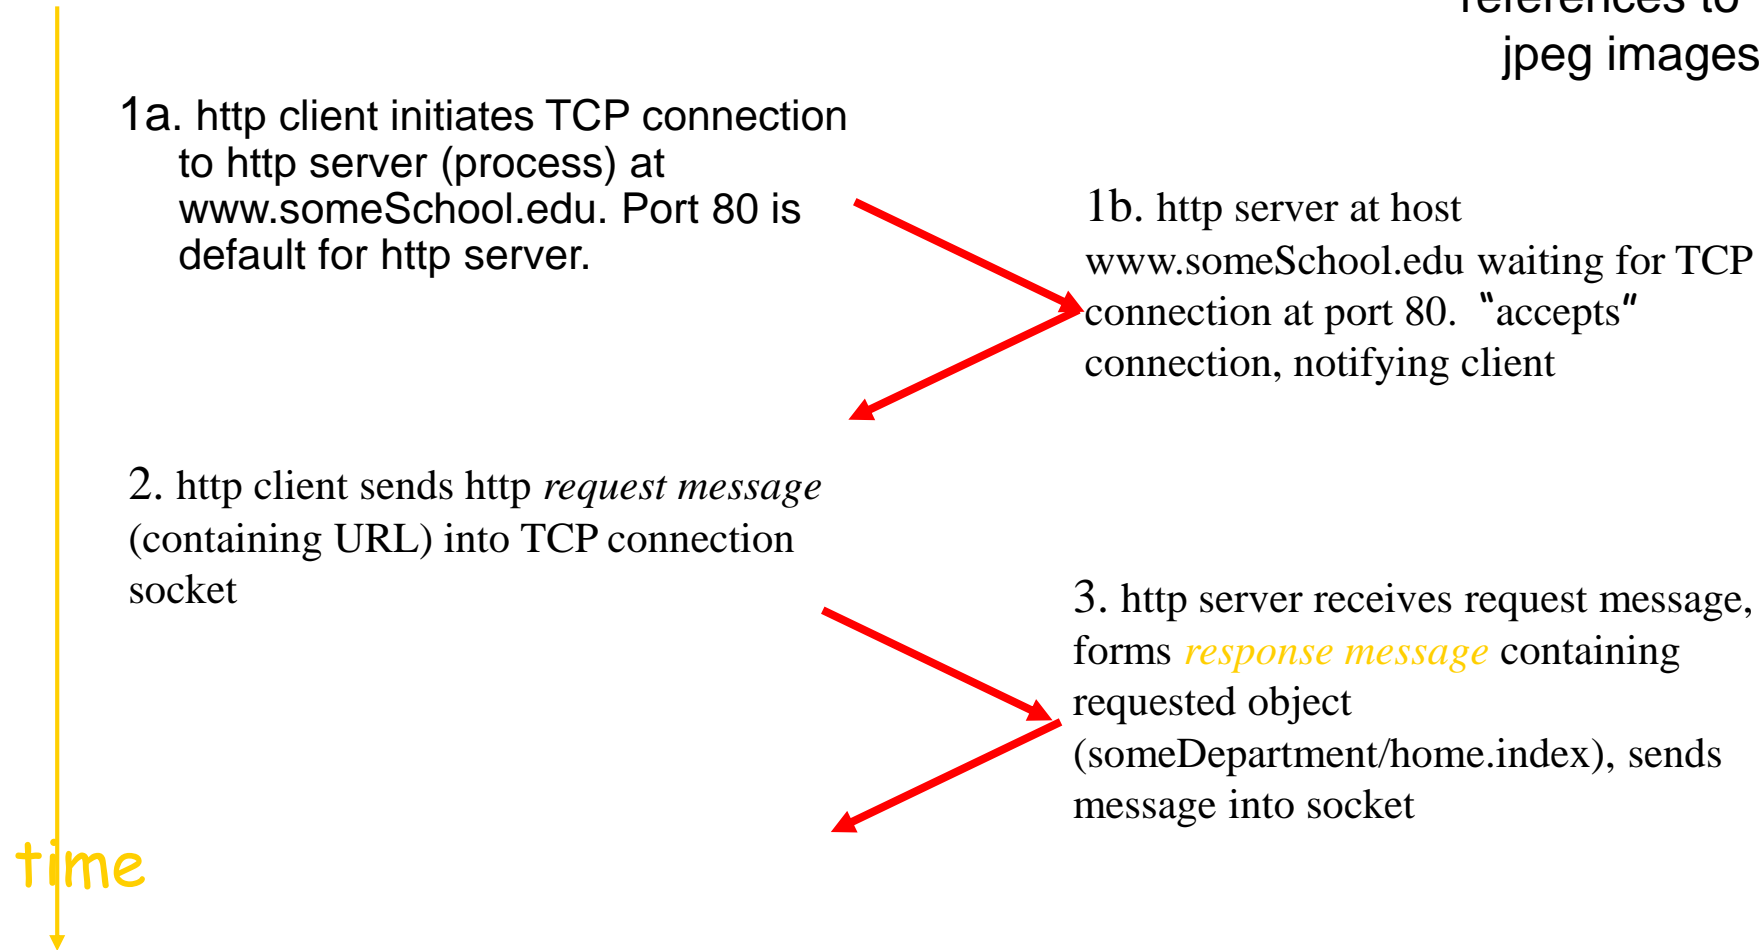 references to
jpeg images
1a. http client initiates TCP connection
to http server (process) at
www.someSchool.edu. Port 80 is
default for http server.
1b. http server at host
www.someSchool.edu waiting for TCP
connection at port 80. “accepts”
connection, notifying client
2. http client sends http request message
(containing URL) into TCP connection
socket
3. http server receives request message,
forms response message containing
requested object
(someDepartment/home.index), sends
message into socket
time